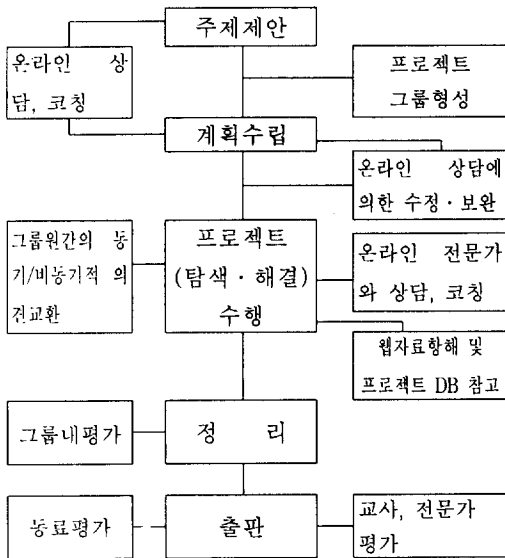 주제제안
온라인 상
담, 코칭
프로젝트
그룹형성
계획수립
온라인 상담에
의한 수정·보완
그룹원간의 동
기/비동기적 의
견교환
프로젝트
(탐색·해결)
수행
온라인 전문가
와 상담, 코칭
웹자료항해 및
프로젝트 DB 참고
그룹내평가
정 리
동료평가
출판
교사, 전문가
평가